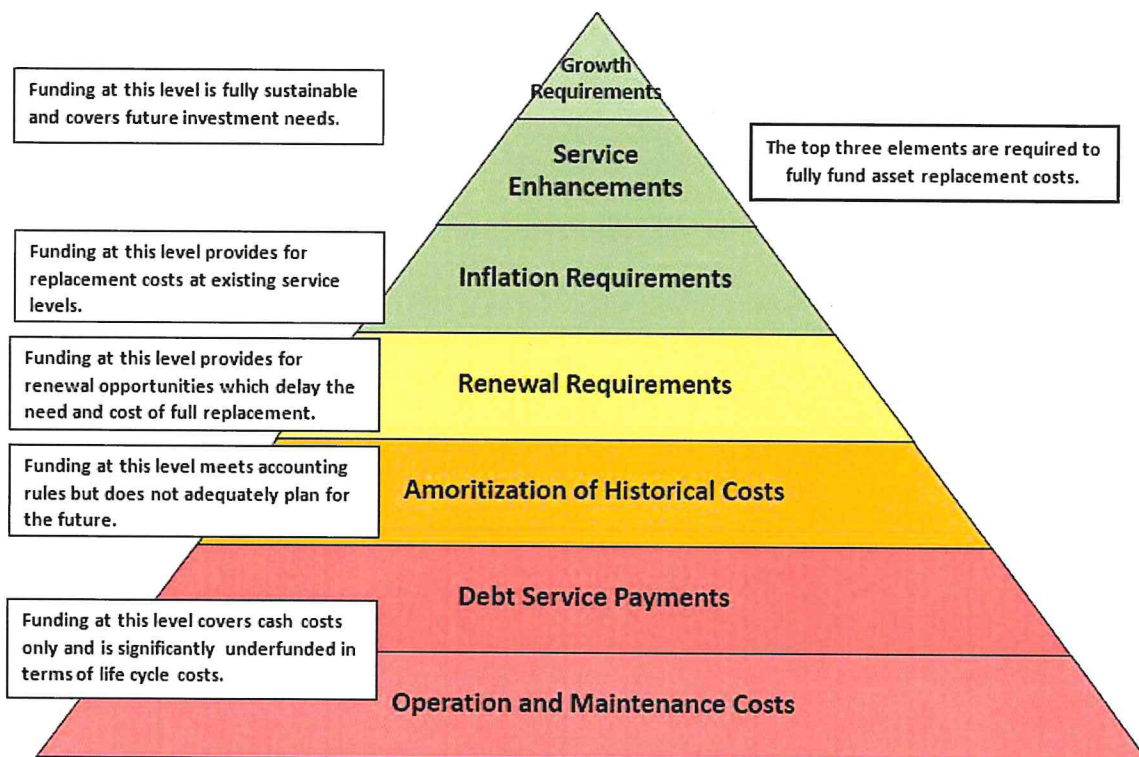 Growth
Requirements
Funding at this level is fully sustainable
and covers future investment needs.
Service
Enhancements
The top three elements are required to
fully fund asset replacement costs.
Funding at this level provides for
replacement costs at existing service
levels.
Inflation Requirements
Funding at this level provides for
renewal opportunities which delay the
need and cost of full replacement.
Renewal Requirements
Funding at this level meets accounting
rules but does not adequately plan for
the future.
Amoritization of Historical Costs
Debt Service Payments
Funding at this level covers cash costs
only and is significantly underfunded in
terms of life cycle costs.
Operation and Maintenance Costs